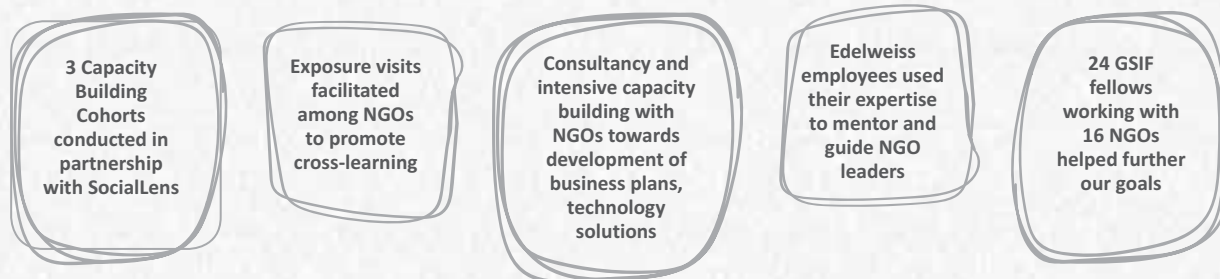 3 Capacity
Building
Cohorts
conducted in
partnership
with SocialLens
Exposure visits
facilitated
among NGOs
to promote
cross-learning
Consultancy and
intensive capacity
building with
NGOs towards
development of
business plans,
technology
solutions
Edelweiss
employees used
their expertise
to mentor and
guide NGO
leaders
24 GSIF
fellows
working with
16 NGOs
helped further
our goals